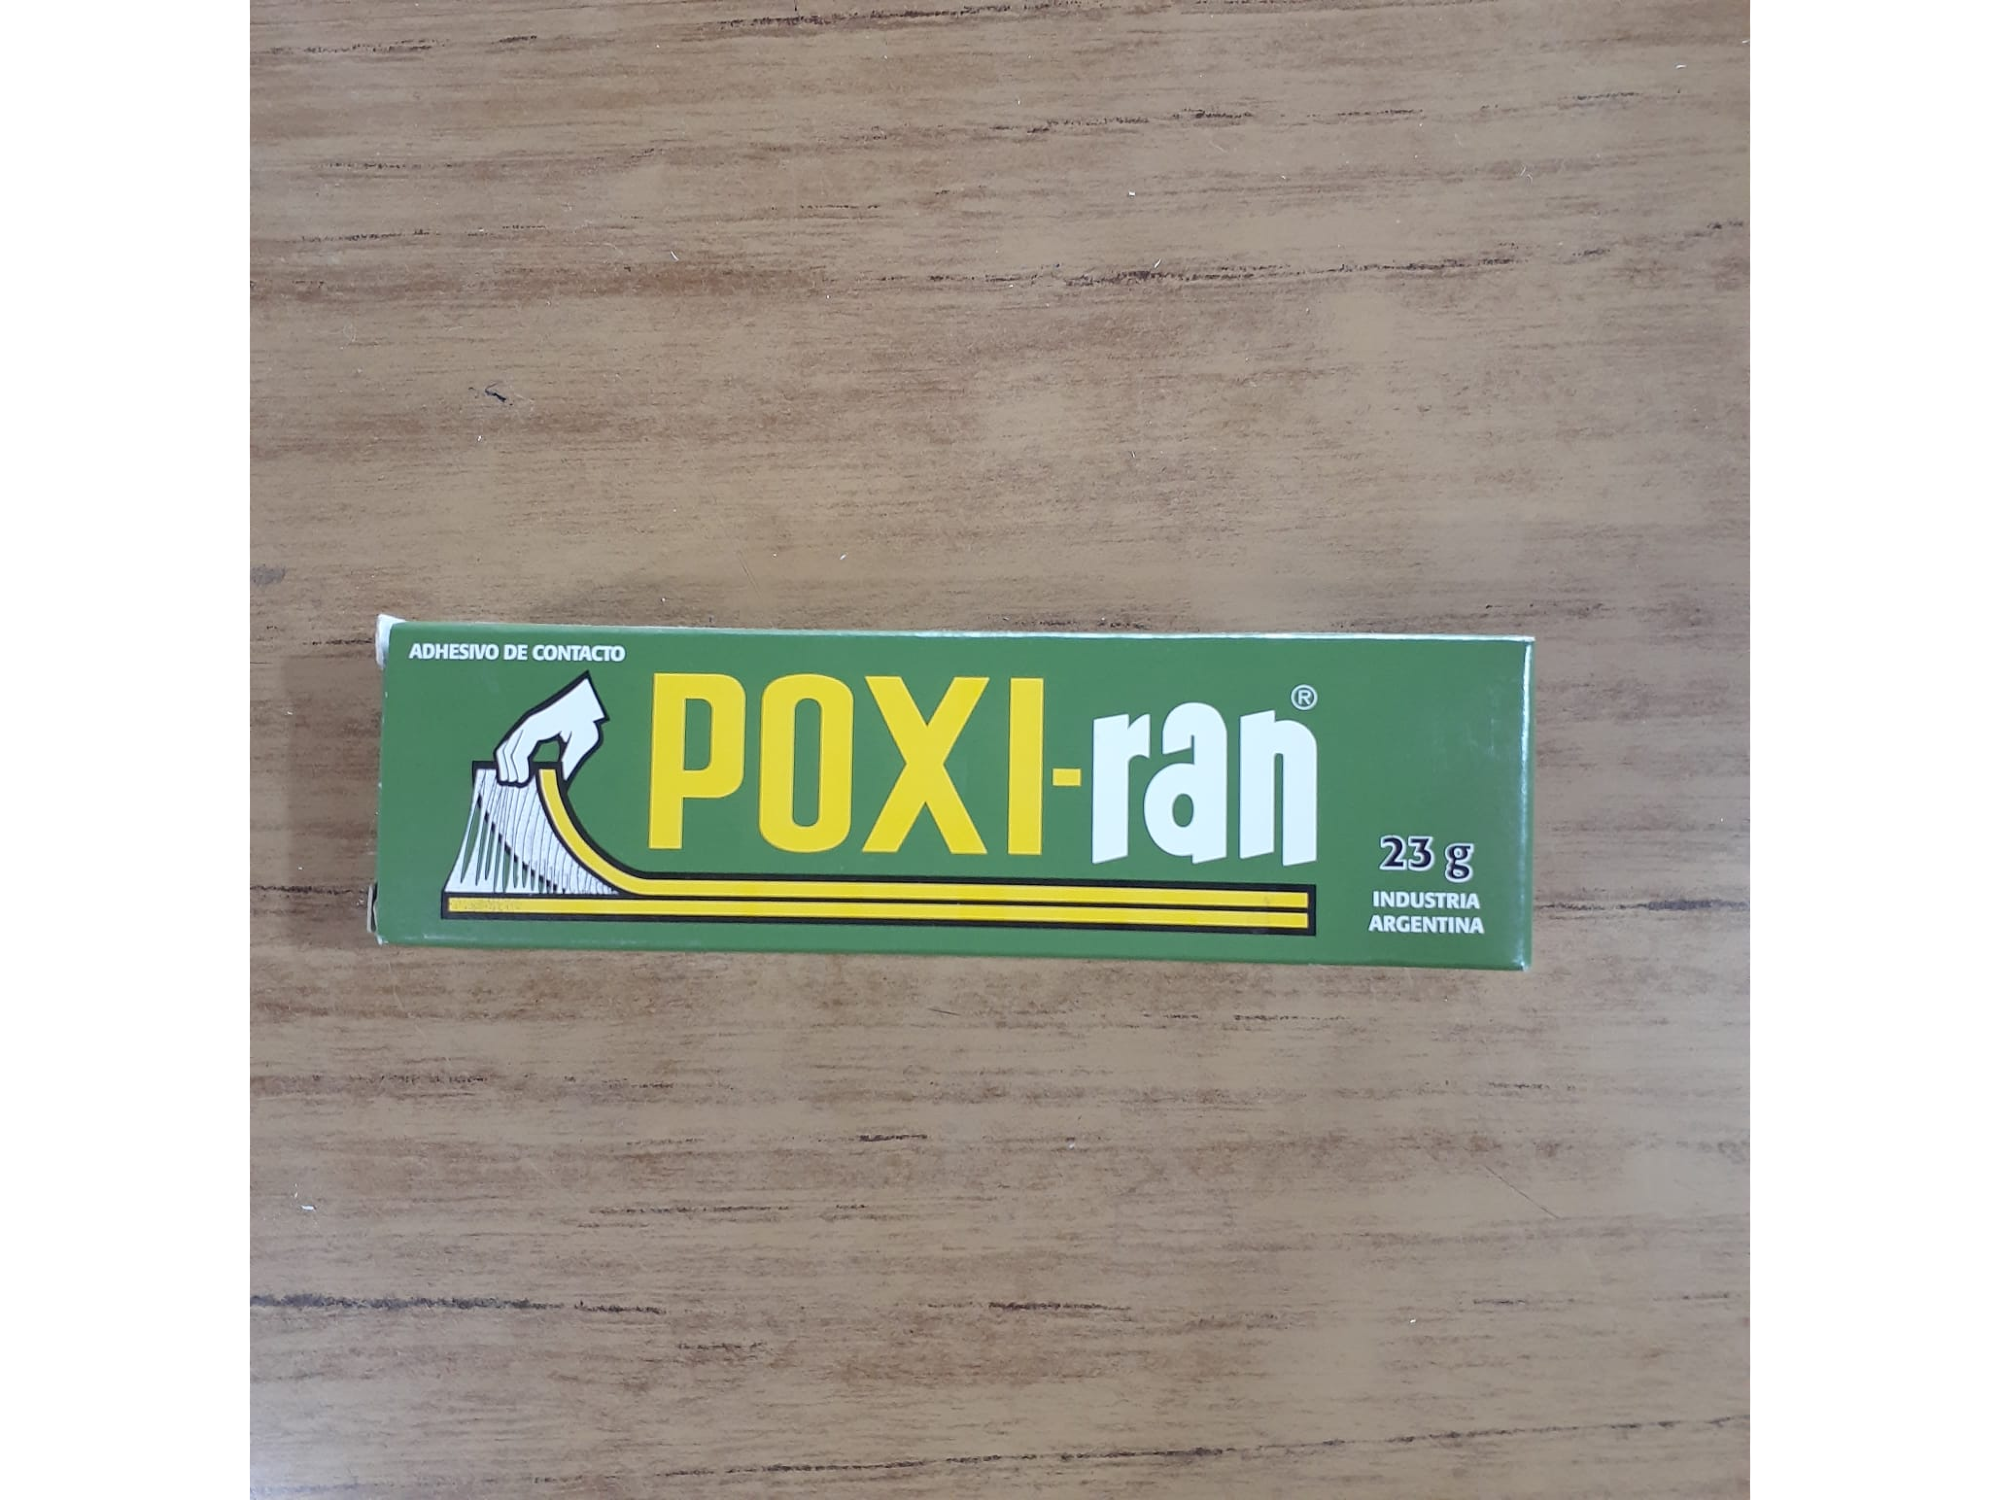 ADHESIVO DE CONTACTO
POXI-ran®
23 g
INDUSTRIA
ARGENTINA